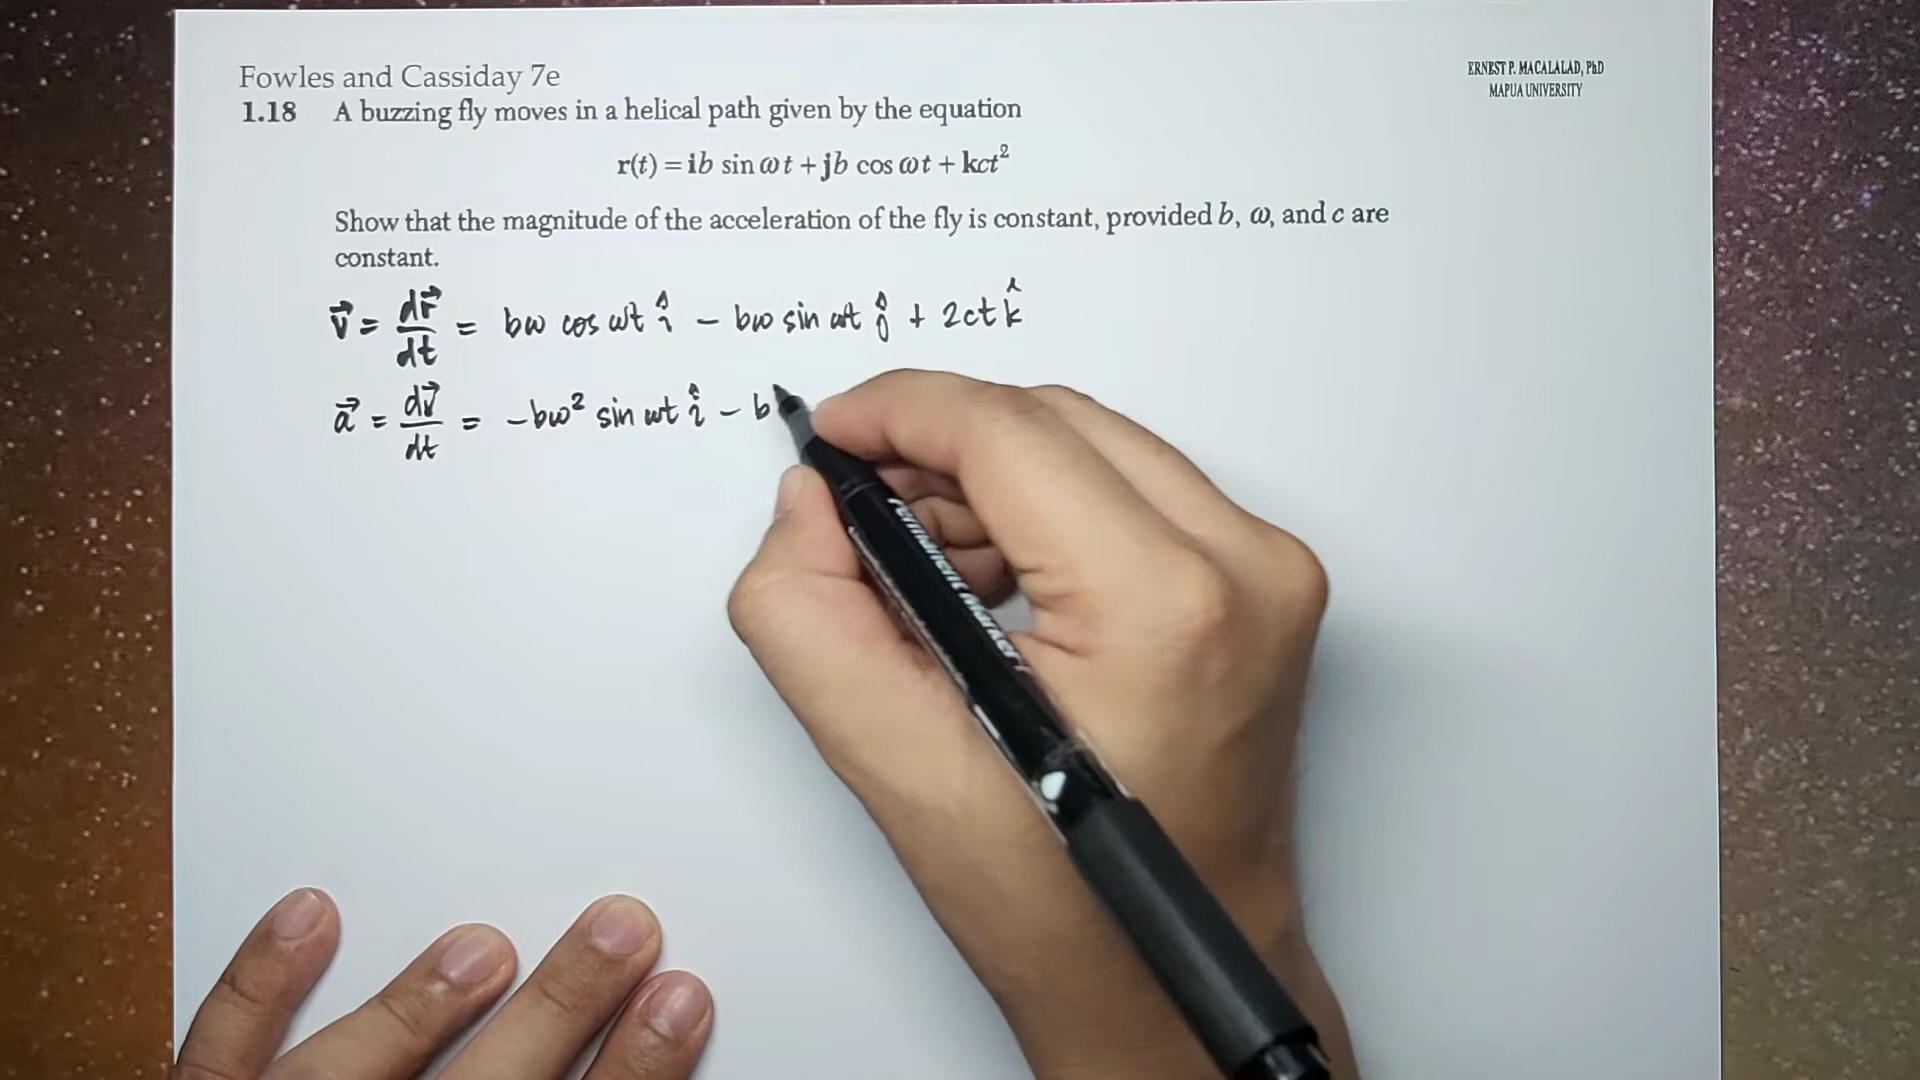 Fowles and Cassiday 7e
ERNEST P. MACALALAD, PhD
MAPUA UNIVERSITY
1.18 A buzzing fly moves in a helical path given by the equation
r(t) = ib sin ωt + jb cos ωt + kct²
Show that the magnitude of the acceleration of the fly is constant, provided b, ω, and c are
constant.
v⃗ = dr⃗/dt = bω cos ωt î − bω sin ωt ĵ + 2ct k̂
a⃗ = dv⃗/dt = −bω² sin ωt î − b
Permanent Marker